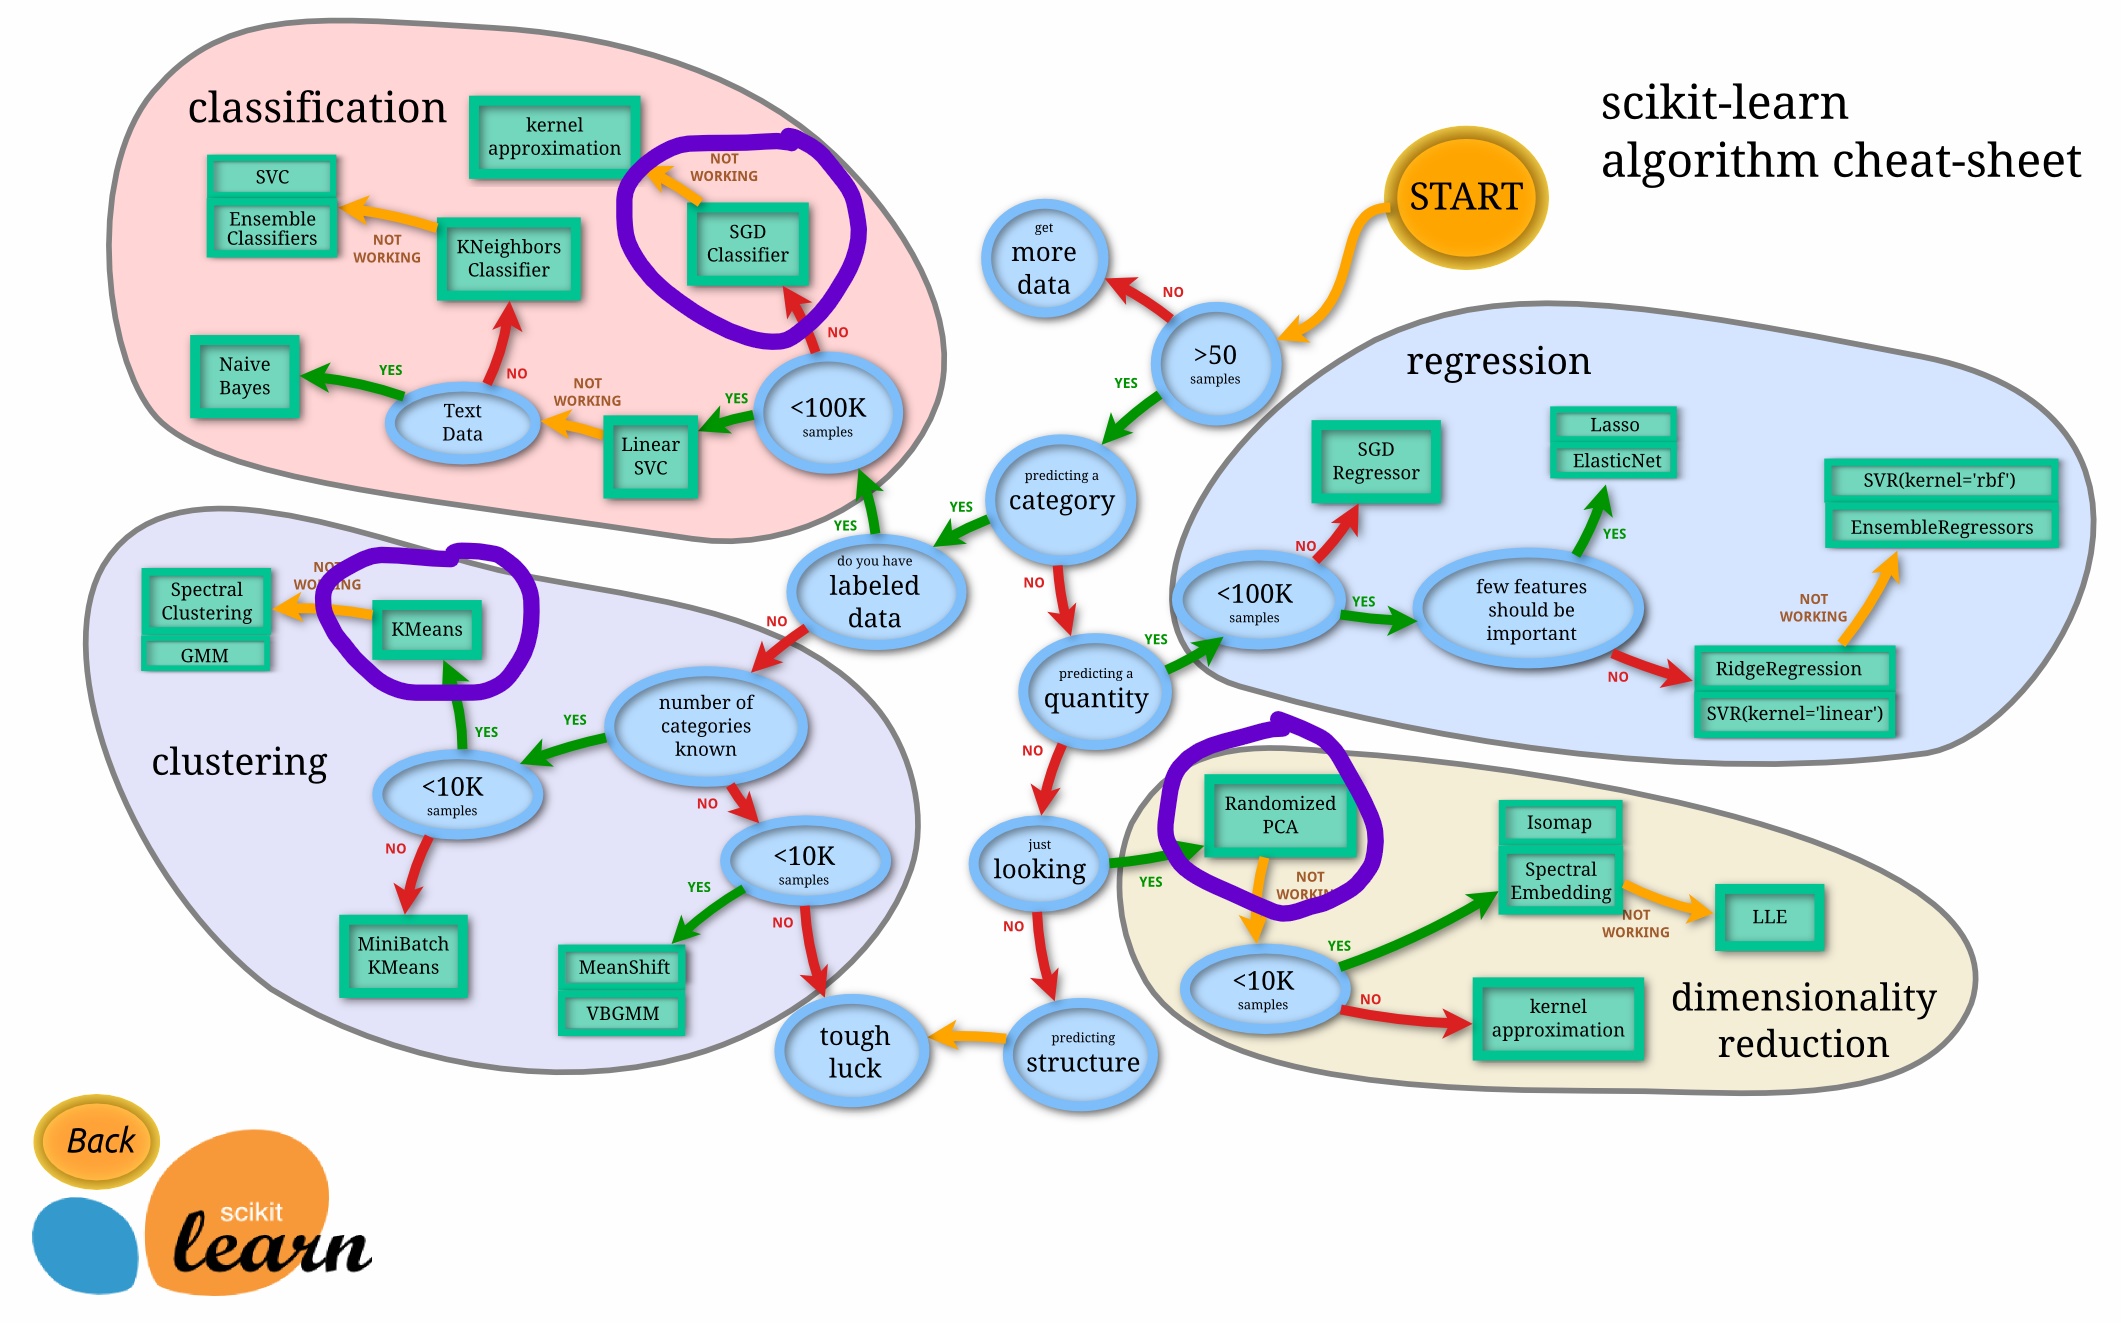 scikit-learn
algorithm cheat-sheet
START
classification
kernel
approximation
NOT
WORKING
SVC
Ensemble
Classifiers
NOT
WORKING
KNeighbors
Classifier
SGD
Classifier
NO
Naive
Bayes
YES
NO
Text
Data
NOT
WORKING
Linear
SVC
YES
<100K
samples
YES
get
more
data
NO
>50
samples
YES
predicting a
category
YES
NO
do you have
labeled
data
NO
predicting a
quantity
YES
NO
just
looking
YES
NO
predicting
structure
tough
luck
regression
SGD
Regressor
Lasso
ElasticNet
SVR(kernel='rbf')
EnsembleRegressors
NO
YES
<100K
samples
YES
few features
should be
important
NOT
WORKING
NO
RidgeRegression
SVR(kernel='linear')
clustering
Spectral
Clustering
GMM
NOT
WORKING
KMeans
YES
YES
number of
categories
known
<10K
samples
NO
NO
<10K
samples
YES
NO
MiniBatch
KMeans
MeanShift
VBGMM
Randomized
PCA
NOT
WORKING
Isomap
Spectral
Embedding
NOT
WORKING
LLE
YES
<10K
samples
NO
kernel
approximation
dimensionality
reduction
Back
scikit
learn